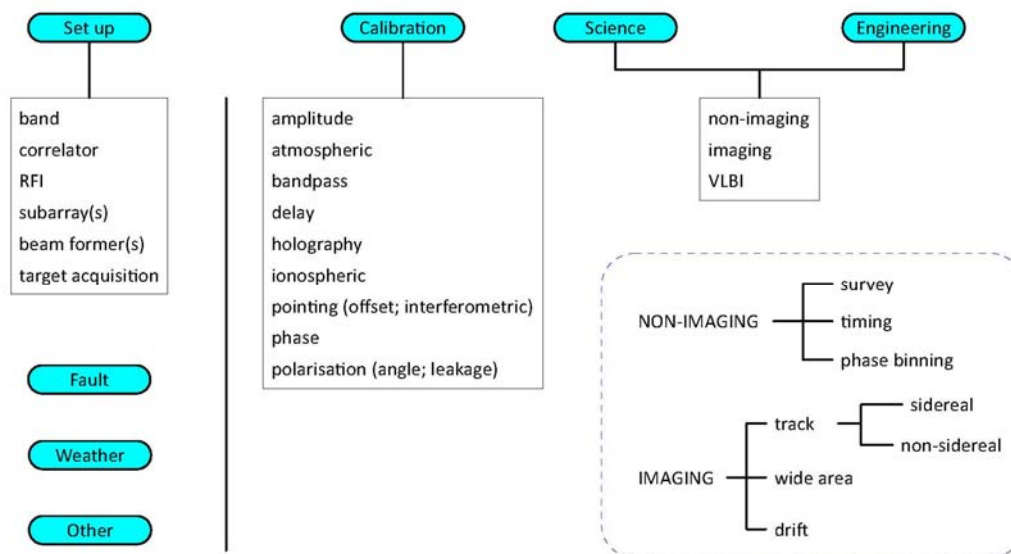 Set up
Calibration
Science
Engineering
band
correlator
RFI
subarray(s)
beam former(s)
target acquisition
amplitude
atmospheric
bandpass
delay
holography
ionospheric
pointing (offset; interferometric)
phase
polarisation (angle; leakage)
non-imaging
imaging
VLBI
Fault
Weather
Other
NON-IMAGING
survey
timing
phase binning
IMAGING
track
sidereal
non-sidereal
wide area
drift